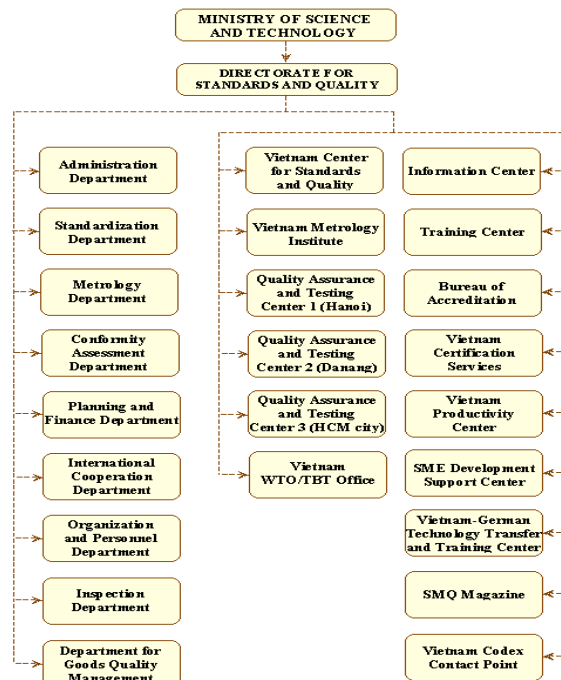 MINISTRY OF SCIENCE
AND TECHNOLOGY
DIRECTORATE FOR
STANDARDS AND QUALITY
Administration
Department
Standardization
Department
Metrology
Department
Conformity
Assessment
Department
Planning and
Finance Department
International
Cooperation
Department
Organization
and Personnel
Department
Inspection
Department
Department for
Goods Quality
Management
Vietnam Center
for Standards
and Quality
Vietnam Metrology
Institute
Quality Assurance
and Testing
Center 1 (Hanoi)
Quality Assurance
and Testing
Center 2 (Danang)
Quality Assurance
and Testing
Center 3 (HCM city)
Vietnam
WTO/TBT Office
Information Center
Training Center
Bureau of
Accreditation
Vietnam
Certification
Services
Vietnam
Productivity
Center
SME Development
Support Center
Vietnam-German
Technology Transfer
and Training Center
SMQ Magazine
Vietnam Codex
Contact Point